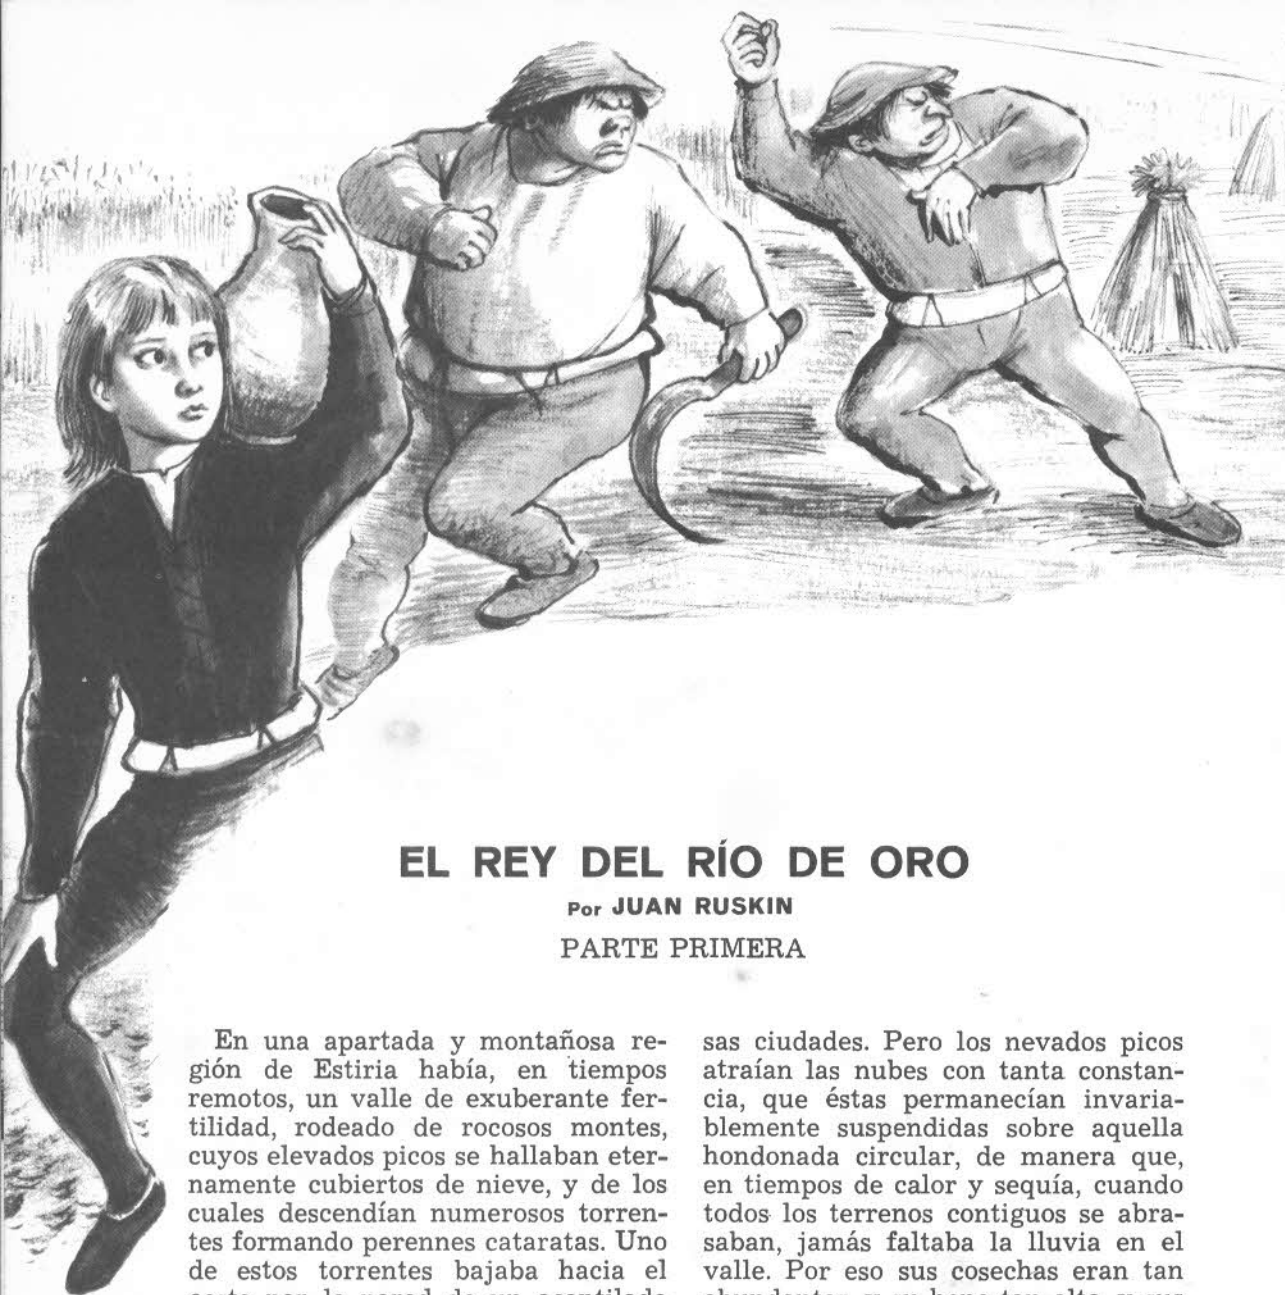 EL REY DEL RÍO DE ORO
Por JUAN RUSKIN
PARTE PRIMERA
En una apartada y montañosa re-
gión de Estiria había, en tiempos
remotos, un valle de exuberante fer-
tilidad, rodeado de rocosos montes,
cuyos elevados picos se hallaban eter-
namente cubiertos de nieve, y de los
cuales descendían numerosos torren-
tes formando perennes cataratas. Uno
de estos torrentes bajaba hacia el
sas ciudades. Pero los nevados picos
atraían las nubes con tanta constan-
cia, que éstas permanecían invaria-
blemente suspendidas sobre aquella
hondonada circular, de manera que,
en tiempos de calor y sequía, cuando
todos los terrenos contiguos se abra-
saban, jamás faltaba la lluvia en el
valle. Por eso sus cosechas eran tan